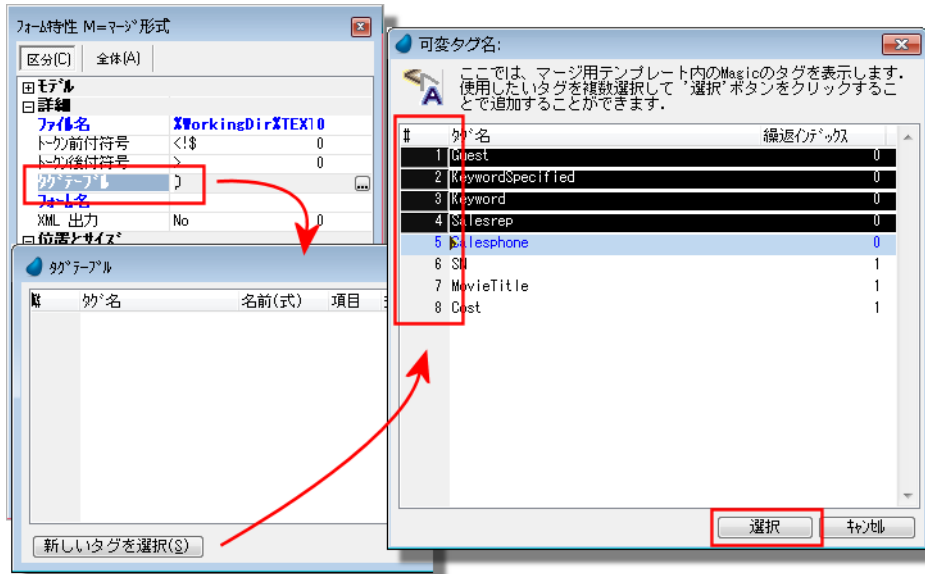 ﾌｫｰﾑ特性 M=ﾏｰｼﾞ形式
区分(C) 全体(A)
ﾓﾃﾞﾙ
詳細
ﾌｧｲﾙ名 %WorkingDir%TEXT 0
ﾄｰｸﾝ前付符号 <!$ 0
ﾄｰｸﾝ後付符号 > 0
ﾀｸﾞﾃｰﾌﾞﾙ ...
ﾌｫｰﾑ名
XML 出力 No 0
位置とｻｲｽﾞ
ﾀｸﾞﾃｰﾌﾞﾙ
# ﾀｸﾞ名 名前(式) 項目
新しいタグを選択(S)
可変タグ名:
ここでは、マージ用テンプレート内のMagicのタグを表示します.
使用したいタグを複数選択して '選択'ボタンをクリックするこ
とで追加することができます.
# ﾀｸﾞ名 繰返ｲﾝﾃﾞｯｸｽ
1 Guest 0
2 KeywordSpecified 0
3 Keyword 0
4 Salesrep 0
5 Salesphone 0
6 SN 1
7 MovieTitle 1
8 Cost 1
選択 ｷｬﾝｾﾙ